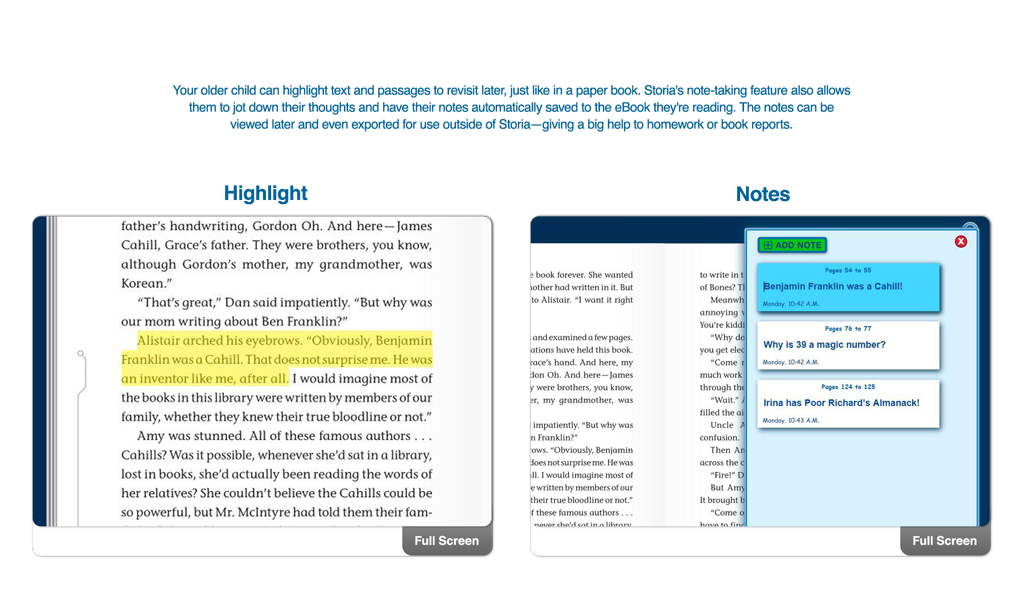 Your older child can highlight text and passages to revisit later, just like in a paper book. Storia's note-taking feature also allows
them to jot down their thoughts and have their notes automatically saved to the eBook they're reading. The notes can be
viewed later and even exported for use outside of Storia—giving a big help to homework or book reports.
Highlight
father's handwriting, Gordon Oh. And here—James
Cahill, Grace's father. They were brothers, you know,
although Gordon's mother, my grandmother, was
Korean."
"That's great," Dan said impatiently. "But why was
our mom writing about Ben Franklin?"
Alistair arched his eyebrows. "Obviously, Benjamin
Franklin was a Cahill. That does not surprise me. He was
an inventor like me, after all. I would imagine most of
the books in this library were written by members of our
family, whether they knew their true bloodline or not."
Amy was stunned. All of these famous authors . . .
Cahills? Was it possible, whenever she'd sat in a library,
lost in books, she'd actually been reading the words of
her relatives? She couldn't believe the Cahills could be
so powerful, but Mr. McIntyre had told them their fam-
Full Screen
Notes
e book forever. She wanted
nother had written in it. But
to Alistair. "I want it right
and examined a few pages.
ations have held this book.
race's hand. And here, my
don Oh. And here—James
y were brothers, you know,
er, my grandmother, was
impatiently. "But why was
n Franklin?"
rows. "Obviously, Benjamin
does not surprise me. He was
ll. I would imagine most of
e written by members of our
their true bloodline or not."
f these famous authors . . .
never she'd sat in a library,
to write in t
of Bones? Tl
Meanwh
annoying v
You're kiddi
"Why do
you get elec
"Come
much work
through the
"Wait."
filled the ai
Uncle A
confusion.
Then An
across the c
"Fire!" D
But Amy
It brought b
"Come o
have to find
ADD NOTE
Pages 54 to 55
Benjamin Franklin was a Cahill!
Monday, 10:42 A.M.
Pages 76 to 77
Why is 39 a magic number?
Monday, 10:42 A.M.
Pages 124 to 125
Irina has Poor Richard's Almanack!
Monday, 10:43 A.M.
Full Screen